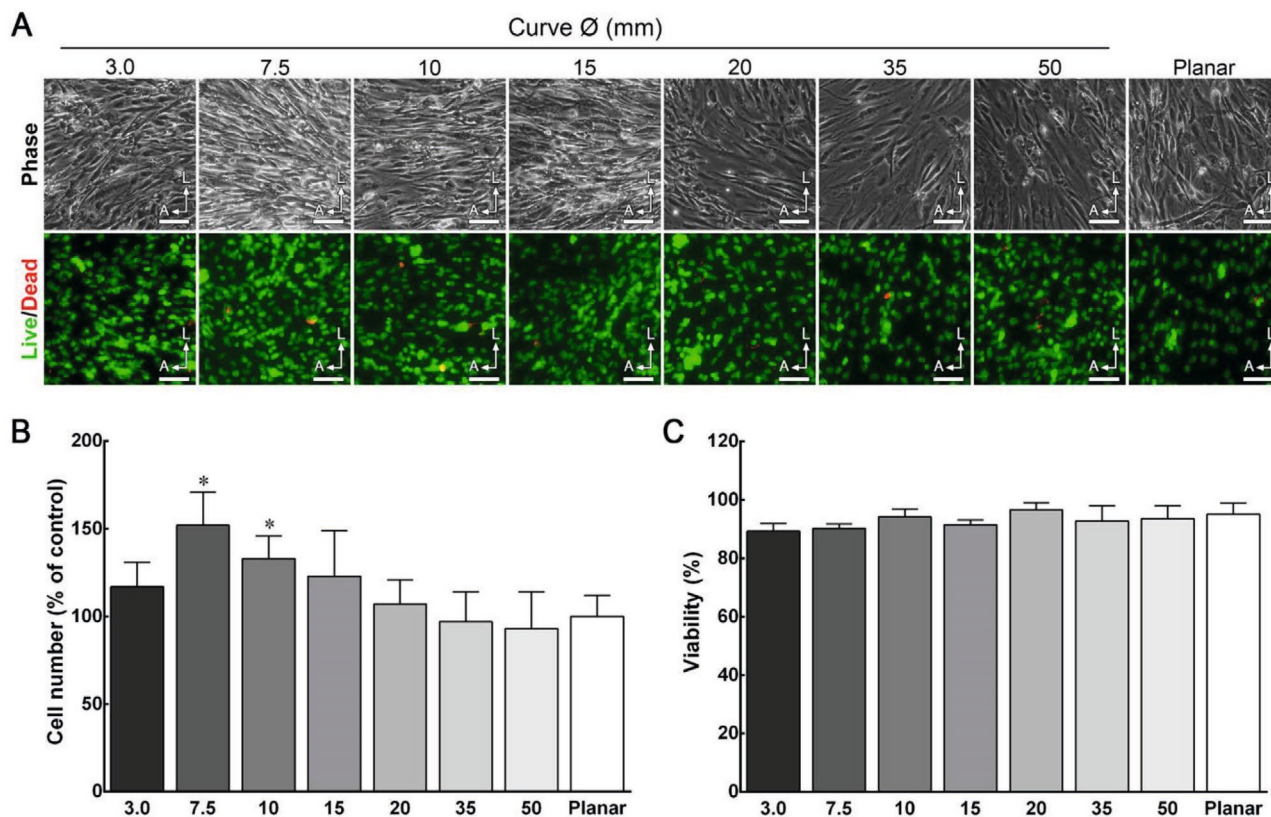 A
Curve Ø (mm)
3.0 7.5 10 15 20 35 50 Planar
Phase
L L L L L L L L
A A A A A A A A
Live/Dead
L L L L L L L L
A A A A A A A A
B
Cell number (% of control)
200
150
100
50
0
* *
3.0 7.5 10 15 20 35 50 Planar
C
Viability (%)
120
100
80
60
40
20
0
3.0 7.5 10 15 20 35 50 Planar